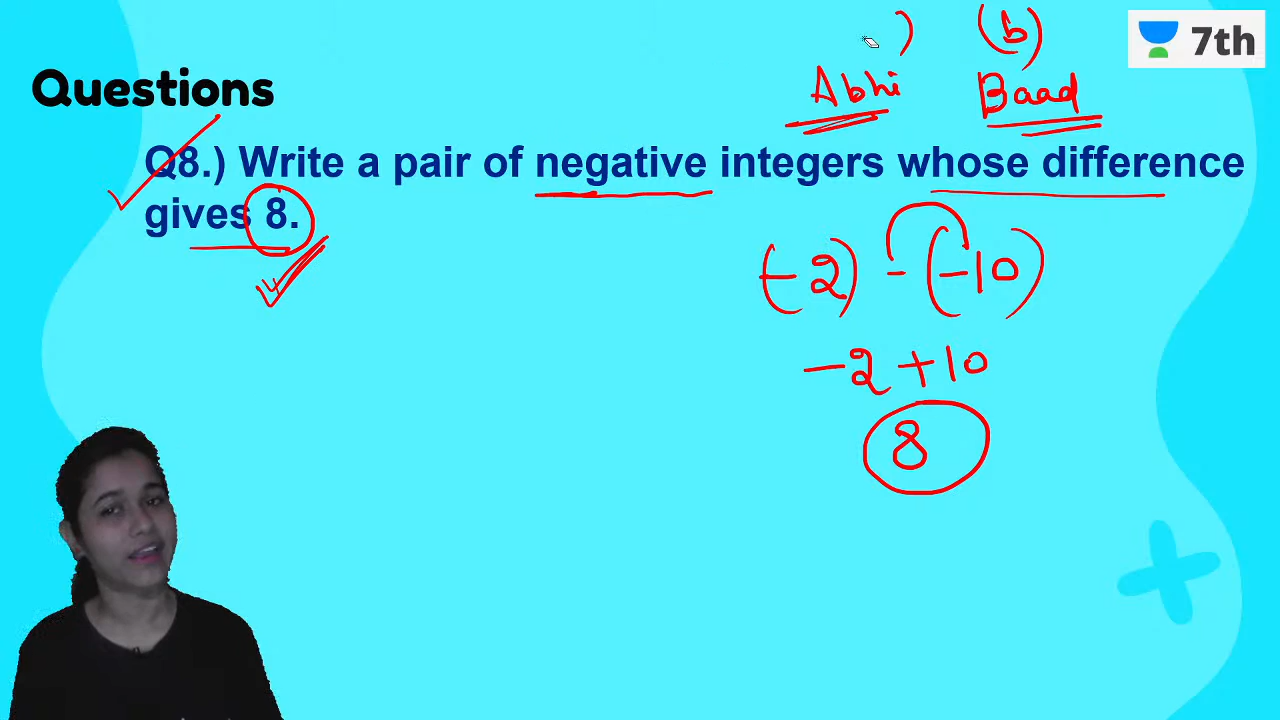 ) (b)
7th
Abhi Baad
Questions
Q8.) Write a pair of negative integers whose difference
gives 8.
(-2) - (-10)
-2 + 10
8